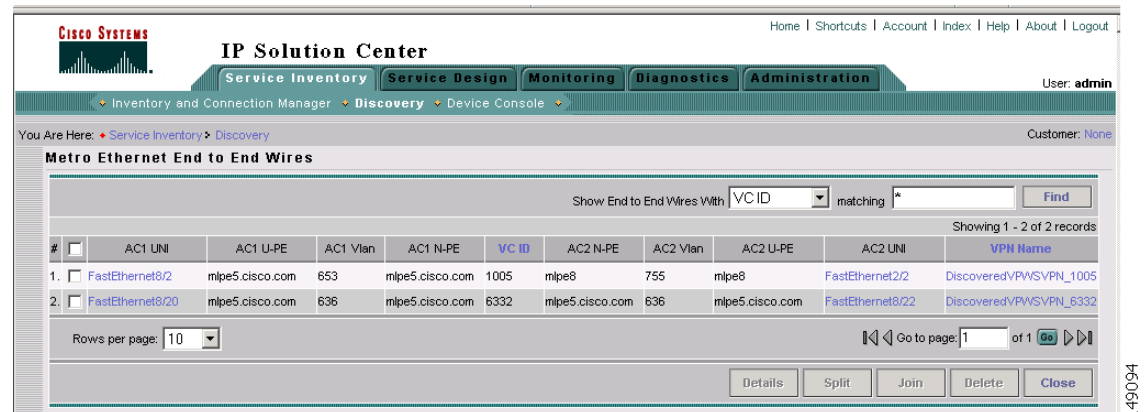 Home | Shortcuts | Account | Index | Help | About | Logout
CISCO SYSTEMS
IP Solution Center
Service Inventory Service Design Monitoring Diagnostics Administration
User: admin
Inventory and Connection Manager Discovery Device Console
You Are Here: Service Inventory Discovery Customer: None
Metro Ethernet End to End Wires
Show End to End Wires With VC ID matching * Find
Showing 1 - 2 of 2 records
# AC1 UNI AC1 U-PE AC1 Vlan AC1 N-PE VC ID AC2 N-PE AC2 Vlan AC2 U-PE AC2 UNI VPN Name
1. FastEthernet8/2 mlpe5.cisco.com 653 mlpe5.cisco.com 1005 mlpe8 755 mlpe8 FastEthernet2/2 DiscoveredVPWSVPN_1005
2. FastEthernet8/20 mlpe5.cisco.com 636 mlpe5.cisco.com 6332 mlpe5.cisco.com 636 mlpe5.cisco.com FastEthernet8/22 DiscoveredVPWSVPN_6332
Rows per page: 10 Go to page: 1 of 1 Go
Details Split Join Delete Close
49094